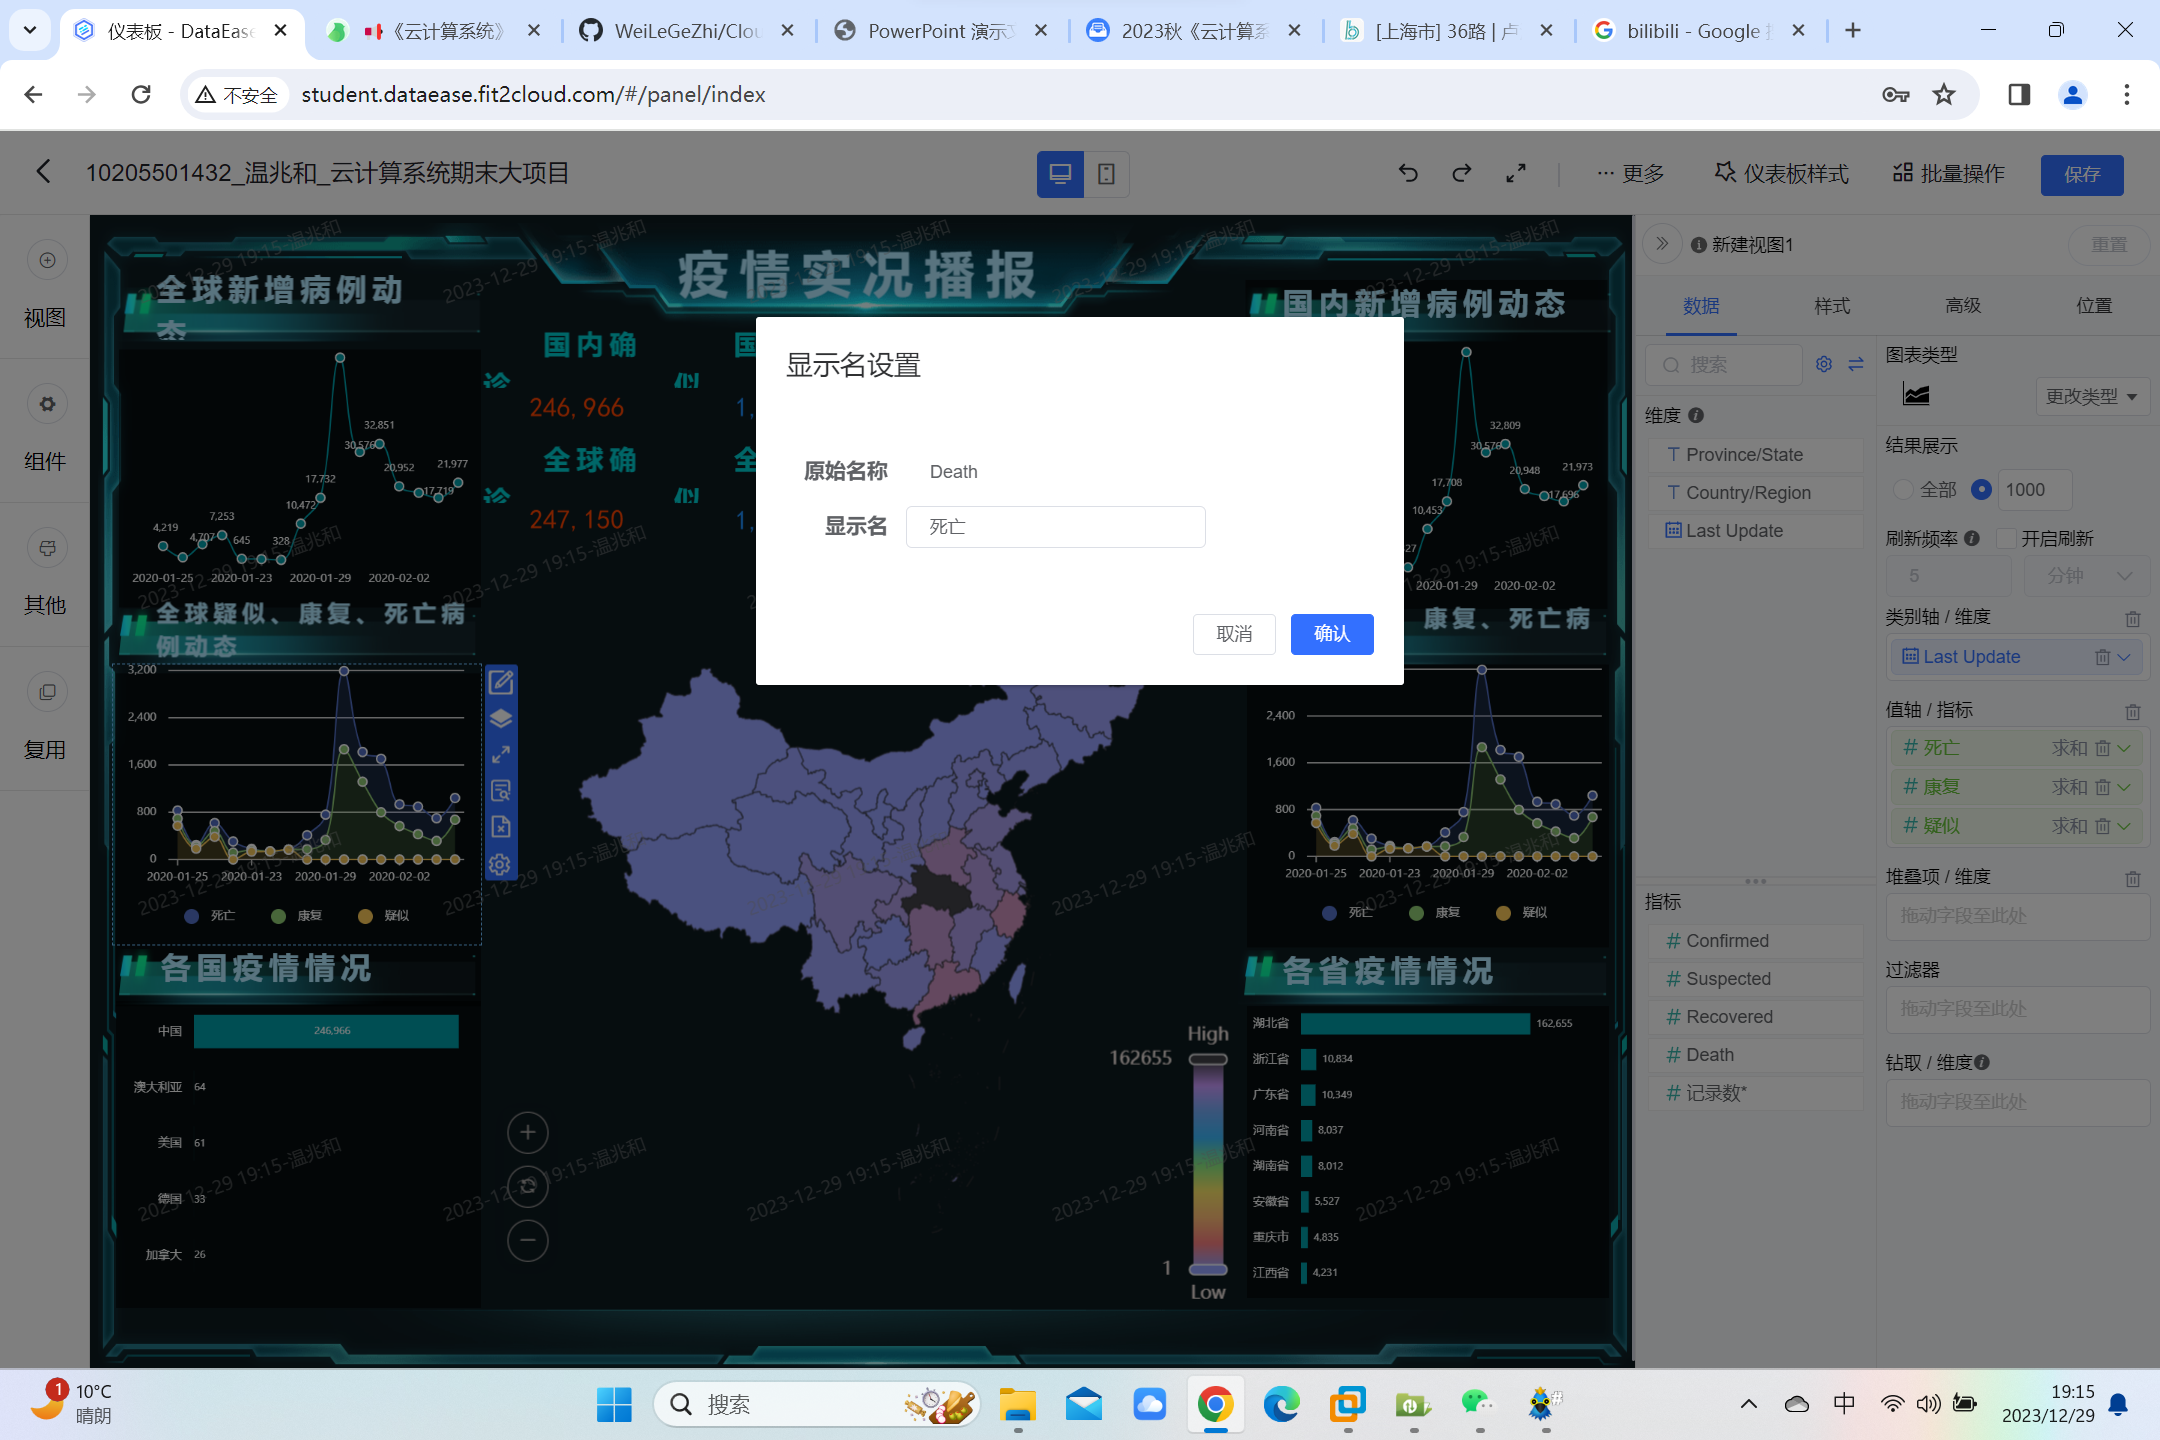 仪表板 - DataEase
《云计算系统》
WeiLeGeZhi/Clou
PowerPoint 演示文
2023秋《云计算系
[上海市] 36路 | 卢
bilibili - Google 搜
不安全
student.dataease.fit2cloud.com/#/panel/index
10205501432_温兆和_云计算系统期末大项目
更多
仪表板样式
批量操作
保存
视图
组件
其他
复用
疫情实况播报
全球新增病例动
态
4,219
4,707
7,253
645
328
10,472
17,732
30,576
32,851
20,952
17,719
21,977
2020-01-25
2020-01-23
2020-01-29
2020-02-02
国内确
诊
246,966
国
似
1,
全球确
诊
247,150
全
似
1,
显示名设置
原始名称
Death
显示名
死亡
取消
确认
国内新增病例动态
27
10,453
17,708
30,576
32,809
20,948
17,696
21,973
2020-01-29
2020-02-02
全球疑似、康复、死亡病
例动态
3,200
2,400
1,600
800
0
2020-01-25
2020-01-23
2020-01-29
2020-02-02
死亡
康复
疑似
康复、死亡病
2,400
1,600
800
0
2020-01-25
2020-01-23
2020-01-29
2020-02-02
死亡
康复
疑似
各国疫情情况
中国
246,966
澳大利亚
64
美国
61
德国
33
加拿大
26
High
162655
1
Low
各省疫情情况
湖北省
162,655
浙江省
10,834
广东省
10,349
河南省
8,037
湖南省
8,012
安徽省
5,527
重庆市
4,835
江西省
4,231
2023-12-29 19:15-温兆和
新建视图1
重置
数据
样式
高级
位置
搜索
维度
Province/State
Country/Region
Last Update
指标
Confirmed
Suspected
Recovered
Death
记录数*
图表类型
更改类型
结果展示
全部
1000
刷新频率
开启刷新
5
分钟
类别轴 / 维度
Last Update
值轴 / 指标
死亡
求和
康复
求和
疑似
求和
堆叠项 / 维度
拖动字段至此处
过滤器
拖动字段至此处
钻取 / 维度
拖动字段至此处
1
10°C
晴朗
搜索
中
19:15
2023/12/29